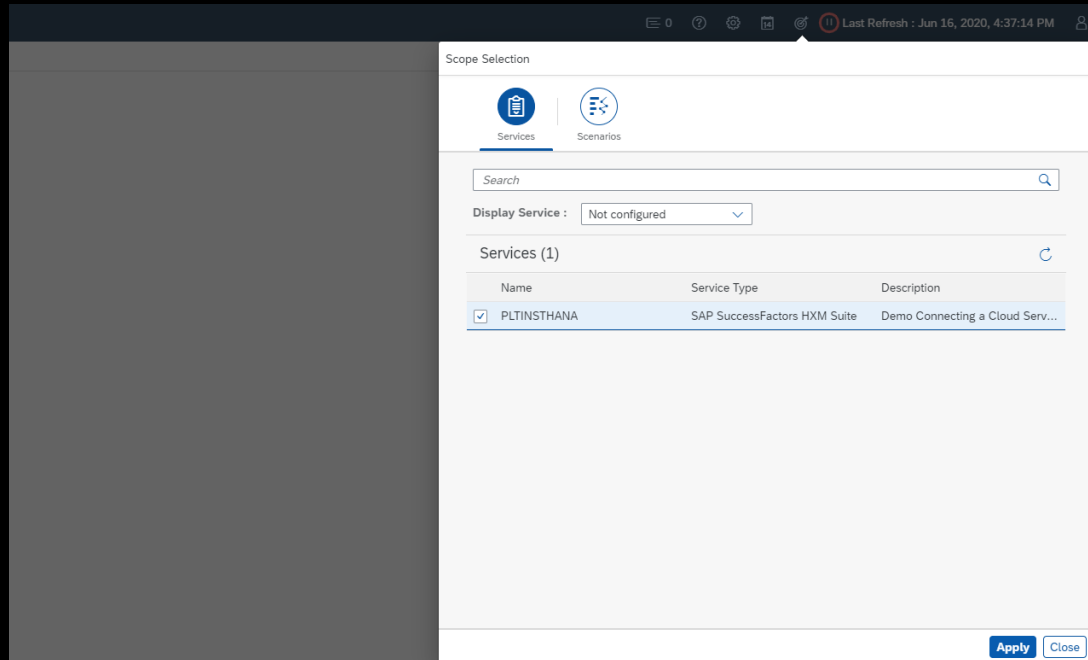 0 14 Last Refresh : Jun 16, 2020, 4:37:14 PM
Scope Selection
Services Scenarios
Search
Display Service : Not configured
Services (1)
Name Service Type Description
PLTINSTHANA SAP SuccessFactors HXM Suite Demo Connecting a Cloud Serv...
Apply Close